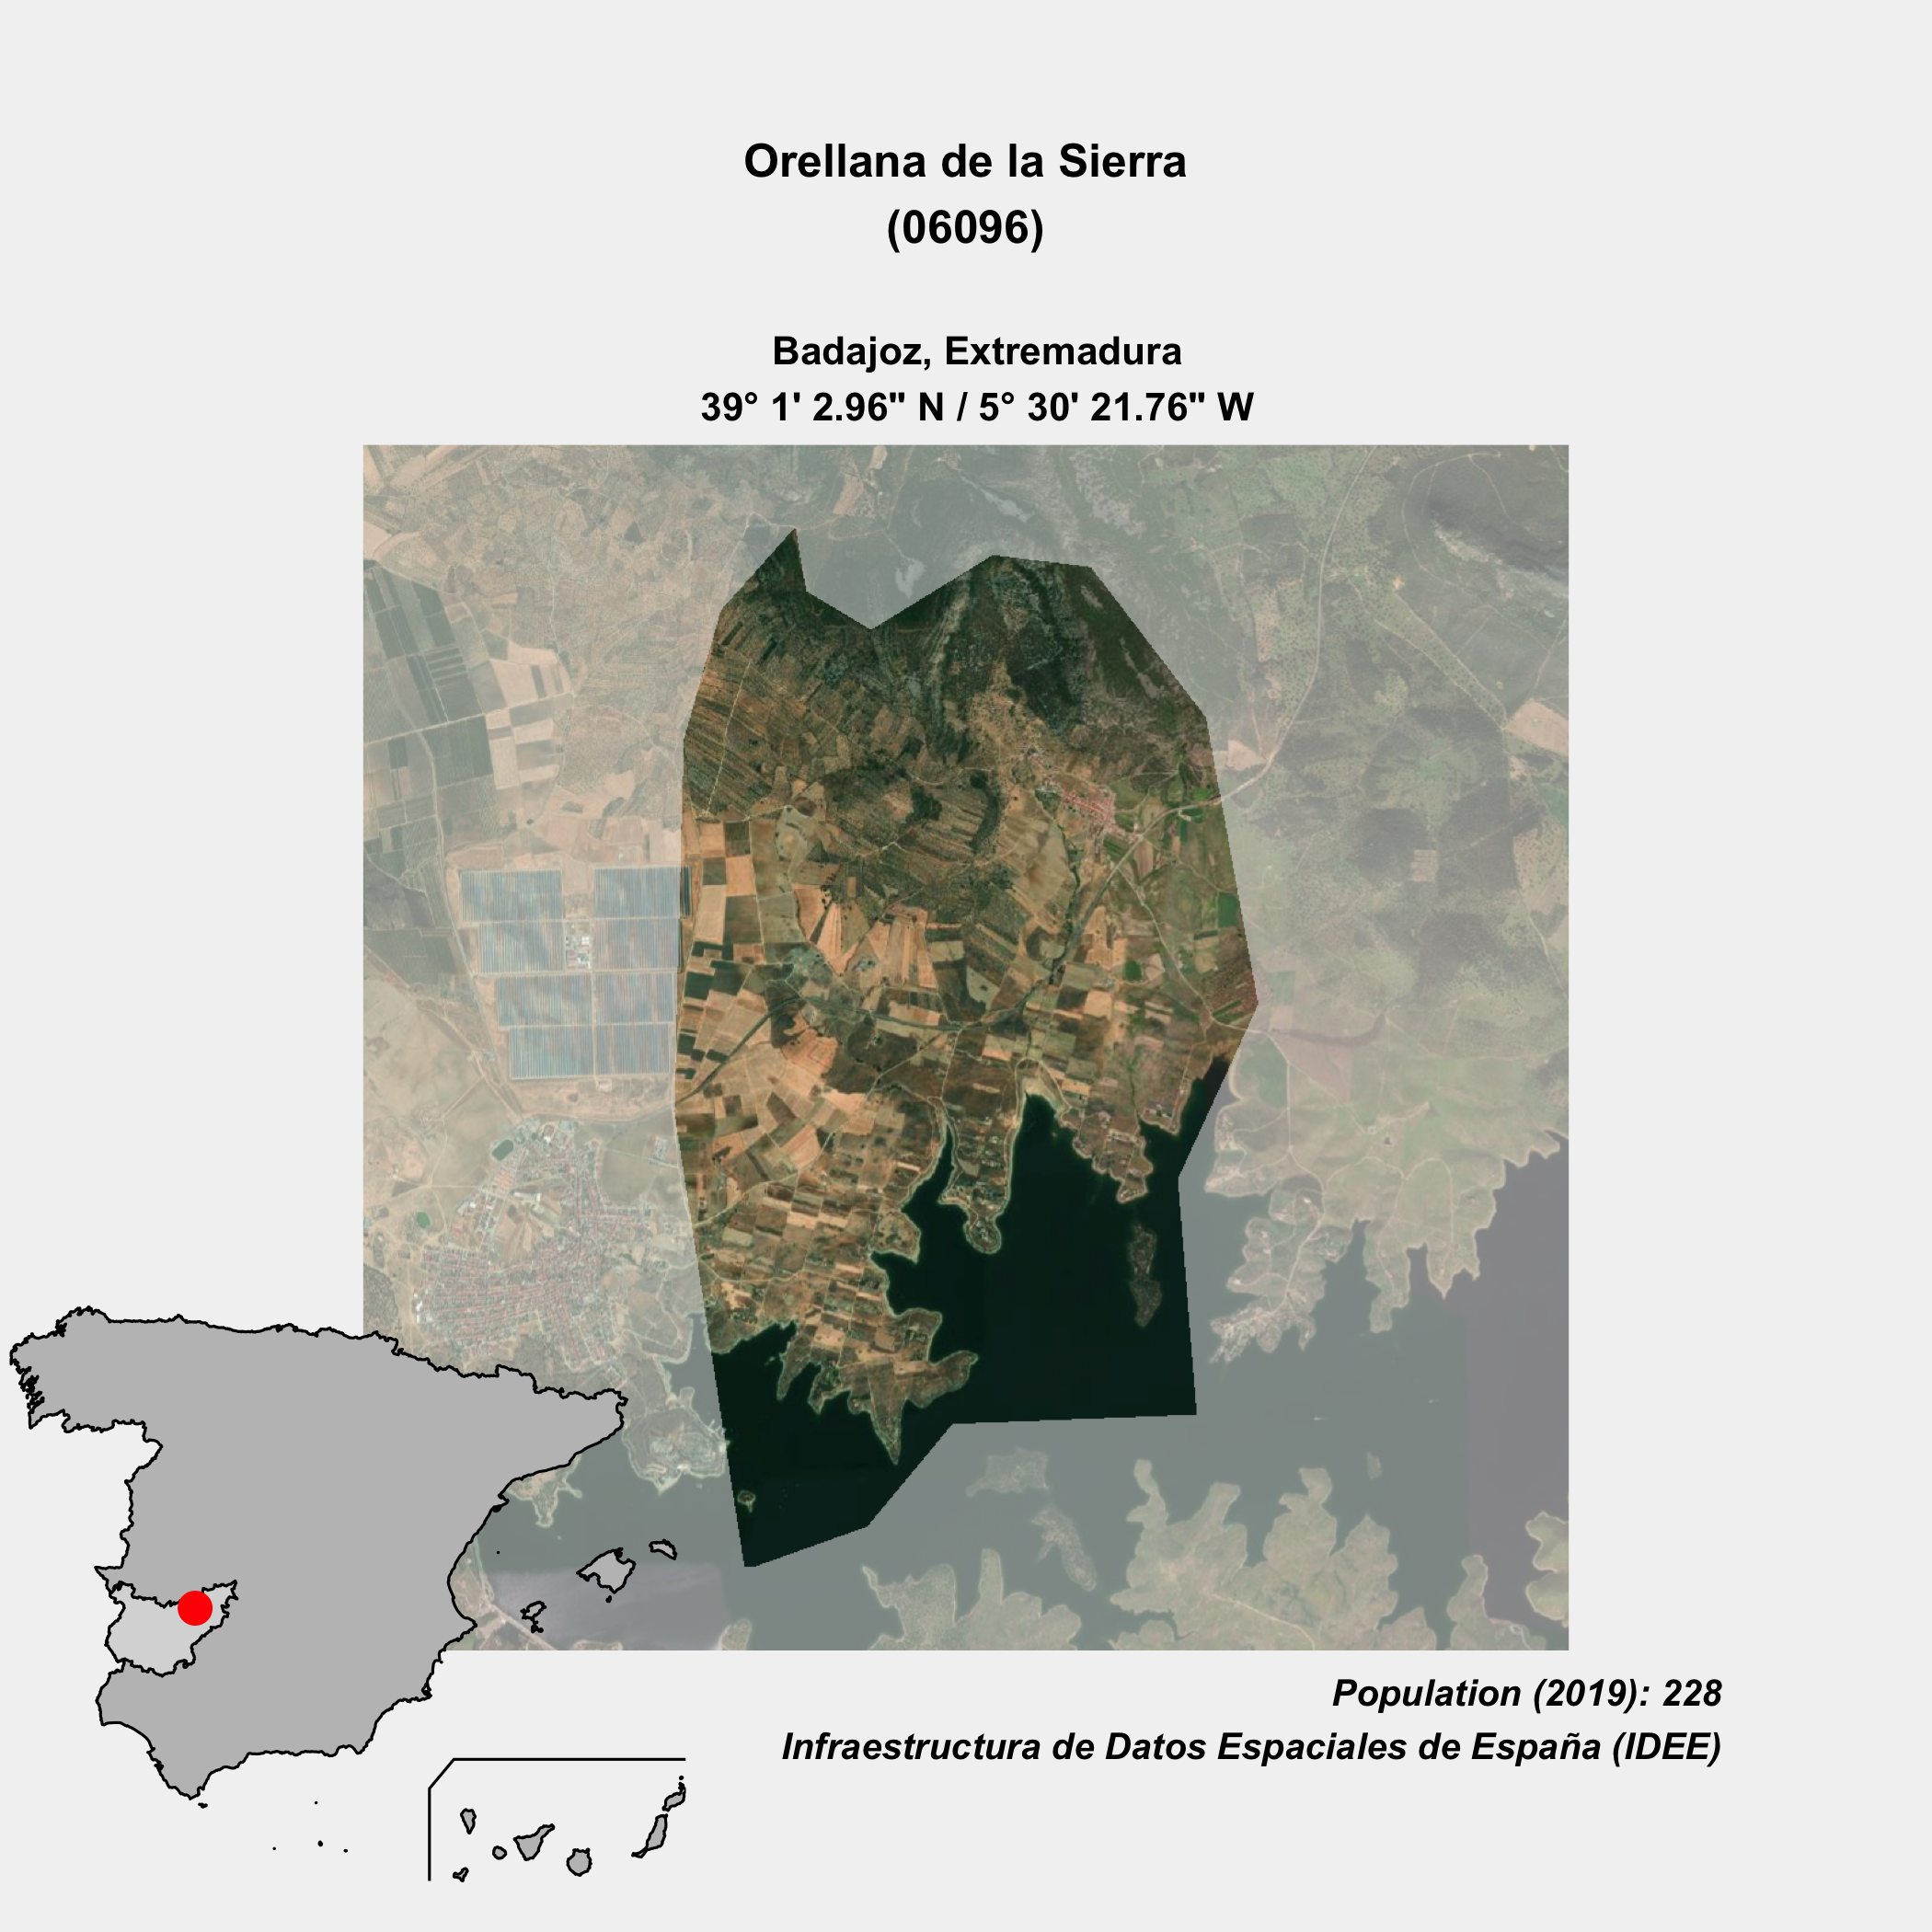 Orellana de la Sierra
(06096)
Badajoz, Extremadura
39° 1' 2.96" N / 5° 30' 21.76" W
Population (2019): 228
Infraestructura de Datos Espaciales de España (IDEE)